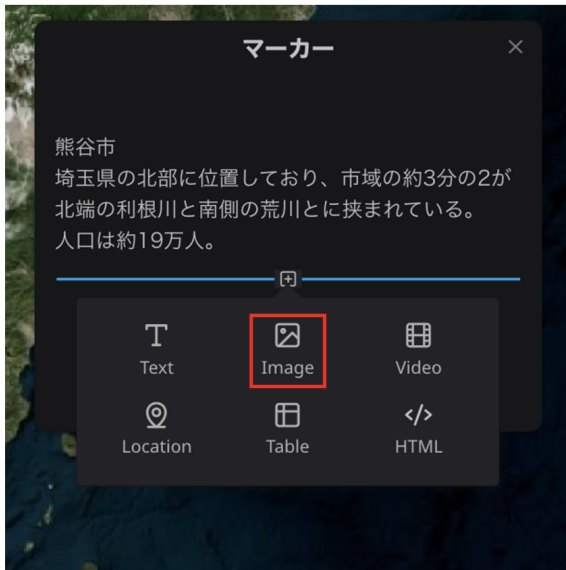 マーカー
熊谷市
埼玉県の北部に位置しており、市域の約3分の2が
北端の利根川と南側の荒川とに挟まれている。
人口は約19万人。
Text
Image
Video
Location
Table
HTML